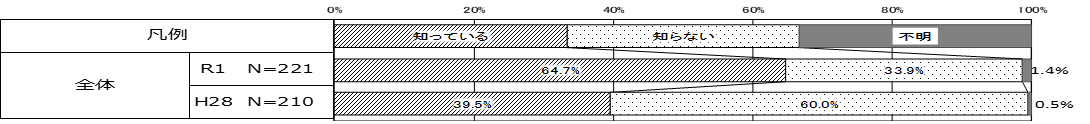 0% 20% 40% 60% 80% 100%
凡例 知っている 知らない 不明
全体
R1 N=221 64.7% 33.9% 1.4%
H28 N=210 39.5% 60.0% 0.5%